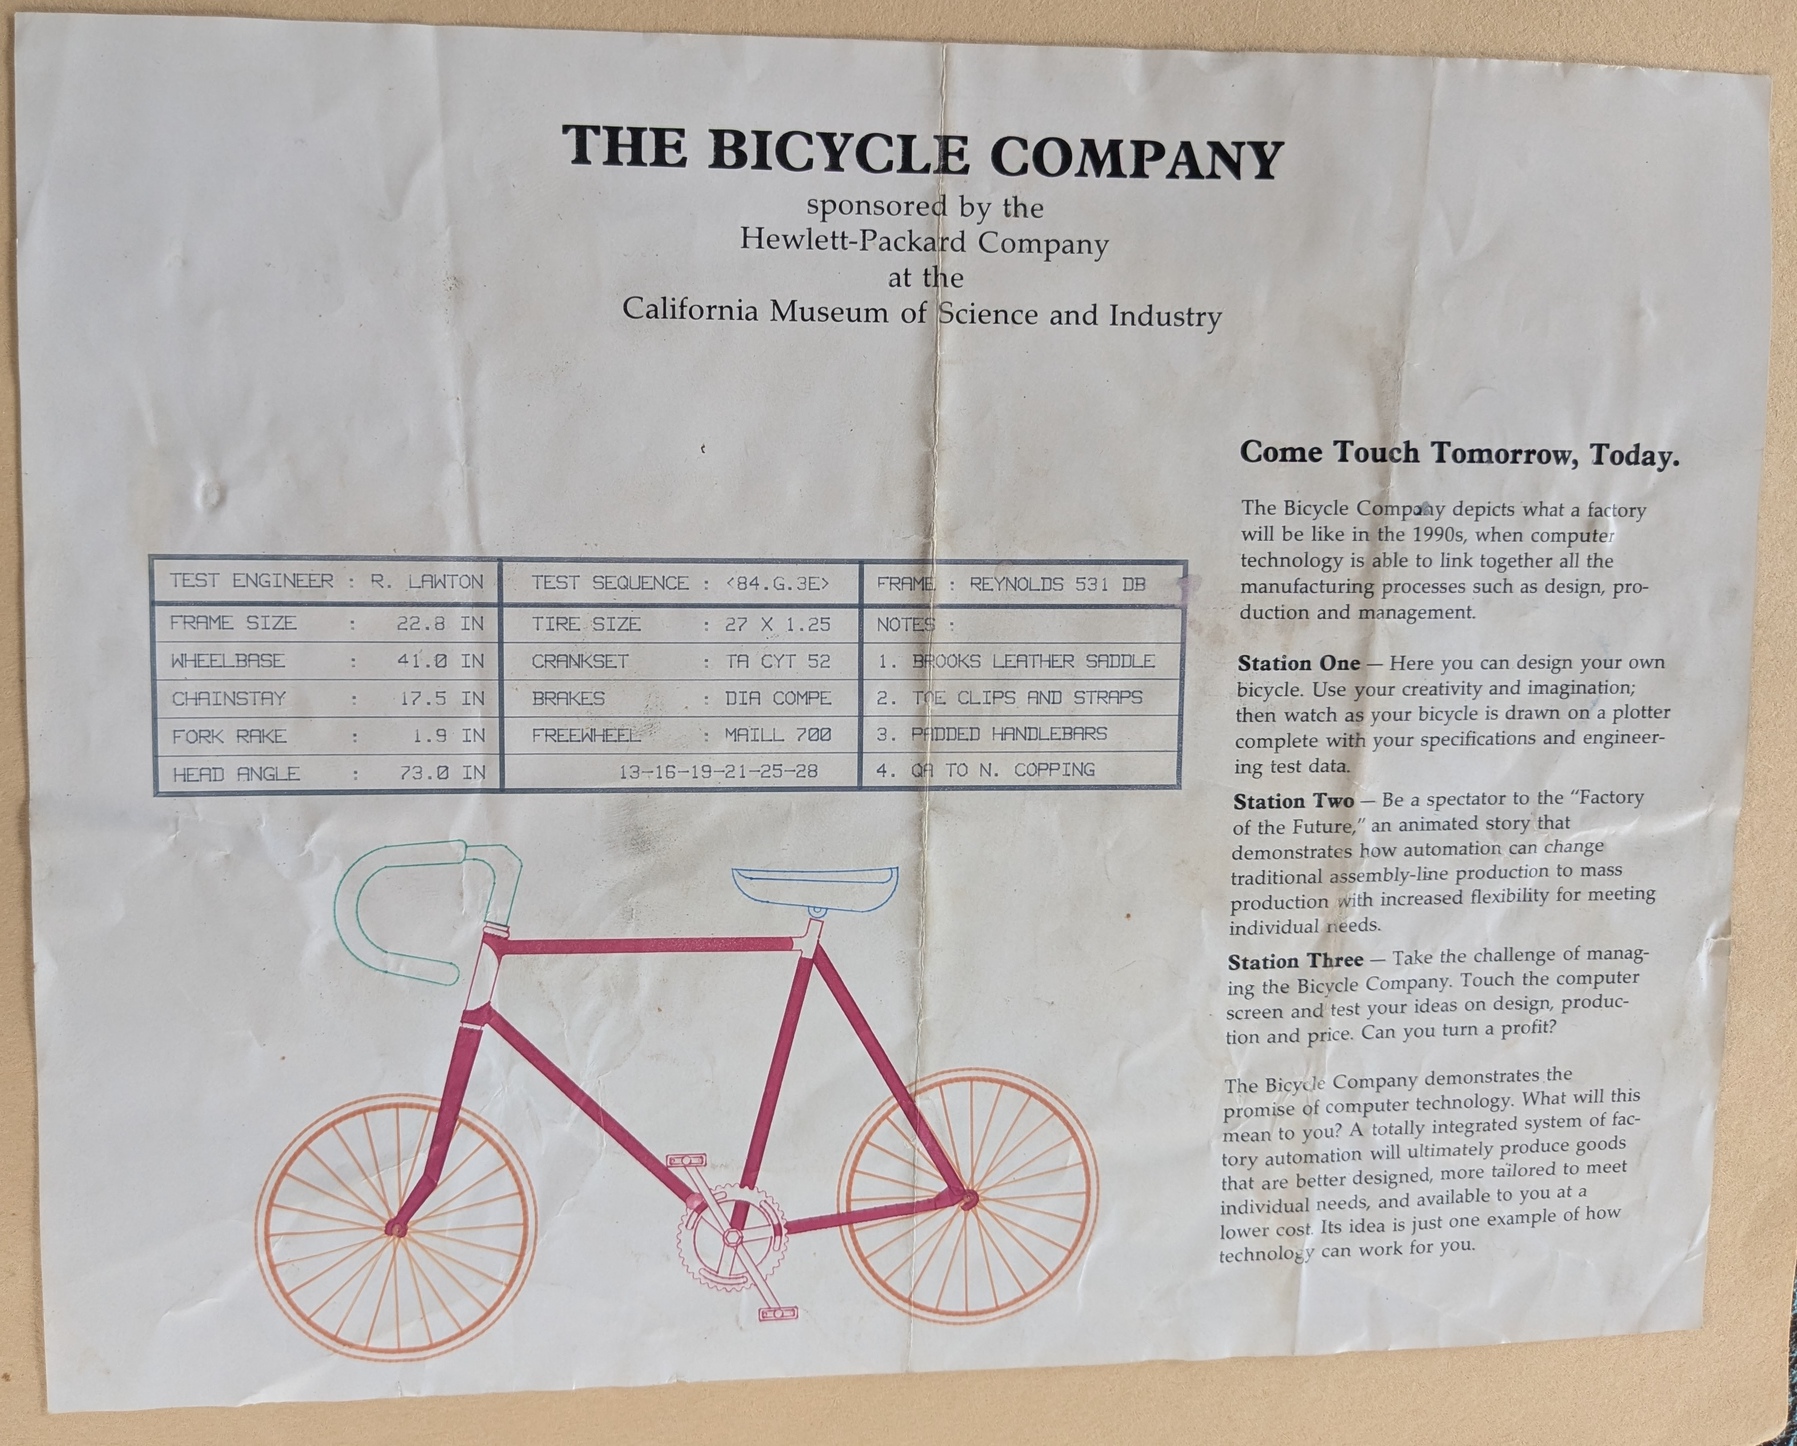 THE BICYCLE COMPANY
sponsored by the
Hewlett-Packard Company
at the
California Museum of Science and Industry
TEST ENGINEER : R. LAWTON
FRAME SIZE : 22.8 IN
WHEELBASE : 41.0 IN
CHAINSTAY : 17.5 IN
FORK RAKE : 1.9 IN
HEAD ANGLE : 73.0 IN
TEST SEQUENCE : <84.G.3E>
TIRE SIZE : 27 X 1.25
CRANKSET : TA CYT 52
BRAKES : DIA COMPE
FREEWHEEL : MAILL 700
13-16-19-21-25-28
FRAME : REYNOLDS 531 DB
NOTES :
1. BROOKS LEATHER SADDLE
2. TOE CLIPS AND STRAPS
3. PADDED HANDLEBARS
4. QA TO N. COPPING
Come Touch Tomorrow, Today.
The Bicycle Company depicts what a factory
will be like in the 1990s, when computer
technology is able to link together all the
manufacturing processes such as design, pro-
duction and management.
Station One — Here you can design your own
bicycle. Use your creativity and imagination;
then watch as your bicycle is drawn on a plotter
complete with your specifications and engineer-
ing test data.
Station Two — Be a spectator to the “Factory
of the Future,” an animated story that
demonstrates how automation can change
traditional assembly-line production to mass
production with increased flexibility for meeting
individual needs.
Station Three — Take the challenge of manag-
ing the Bicycle Company. Touch the computer
screen and test your ideas on design, produc-
tion and price. Can you turn a profit?
The Bicycle Company demonstrates the
promise of computer technology. What will this
mean to you? A totally integrated system of fac-
tory automation will ultimately produce goods
that are better designed, more tailored to meet
individual needs, and available to you at a
lower cost. Its idea is just one example of how
technology can work for you.